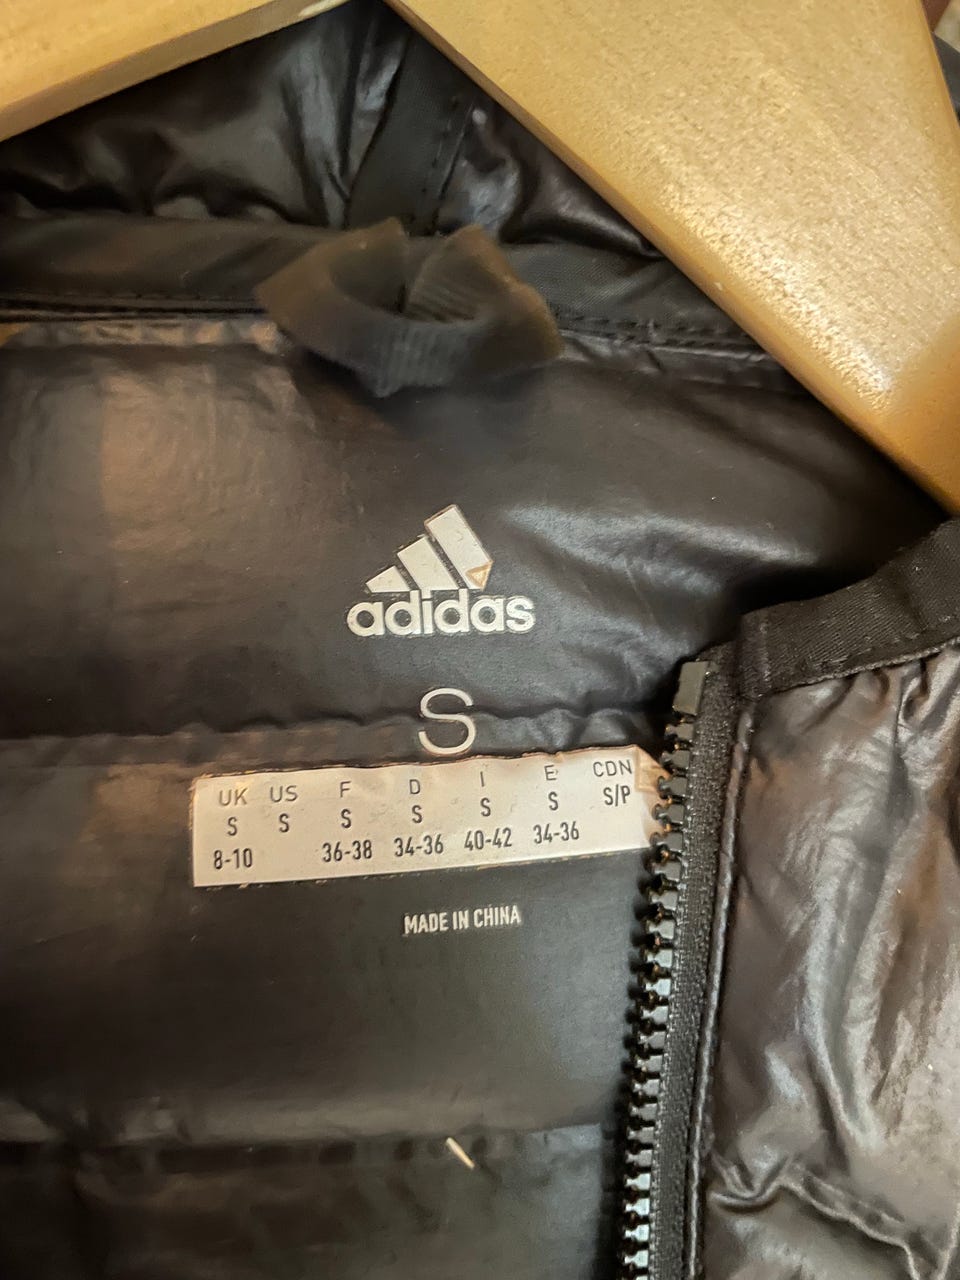 adidas
S
UK US F D I E CDN
S S S S S S S/P
8-10 36-38 34-36 40-42 34-36
MADE IN CHINA